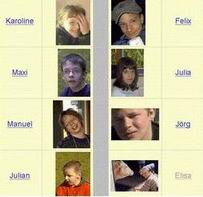 Karoline Felix
Maxi Julia
Manuel Jörg
Julian Elisa